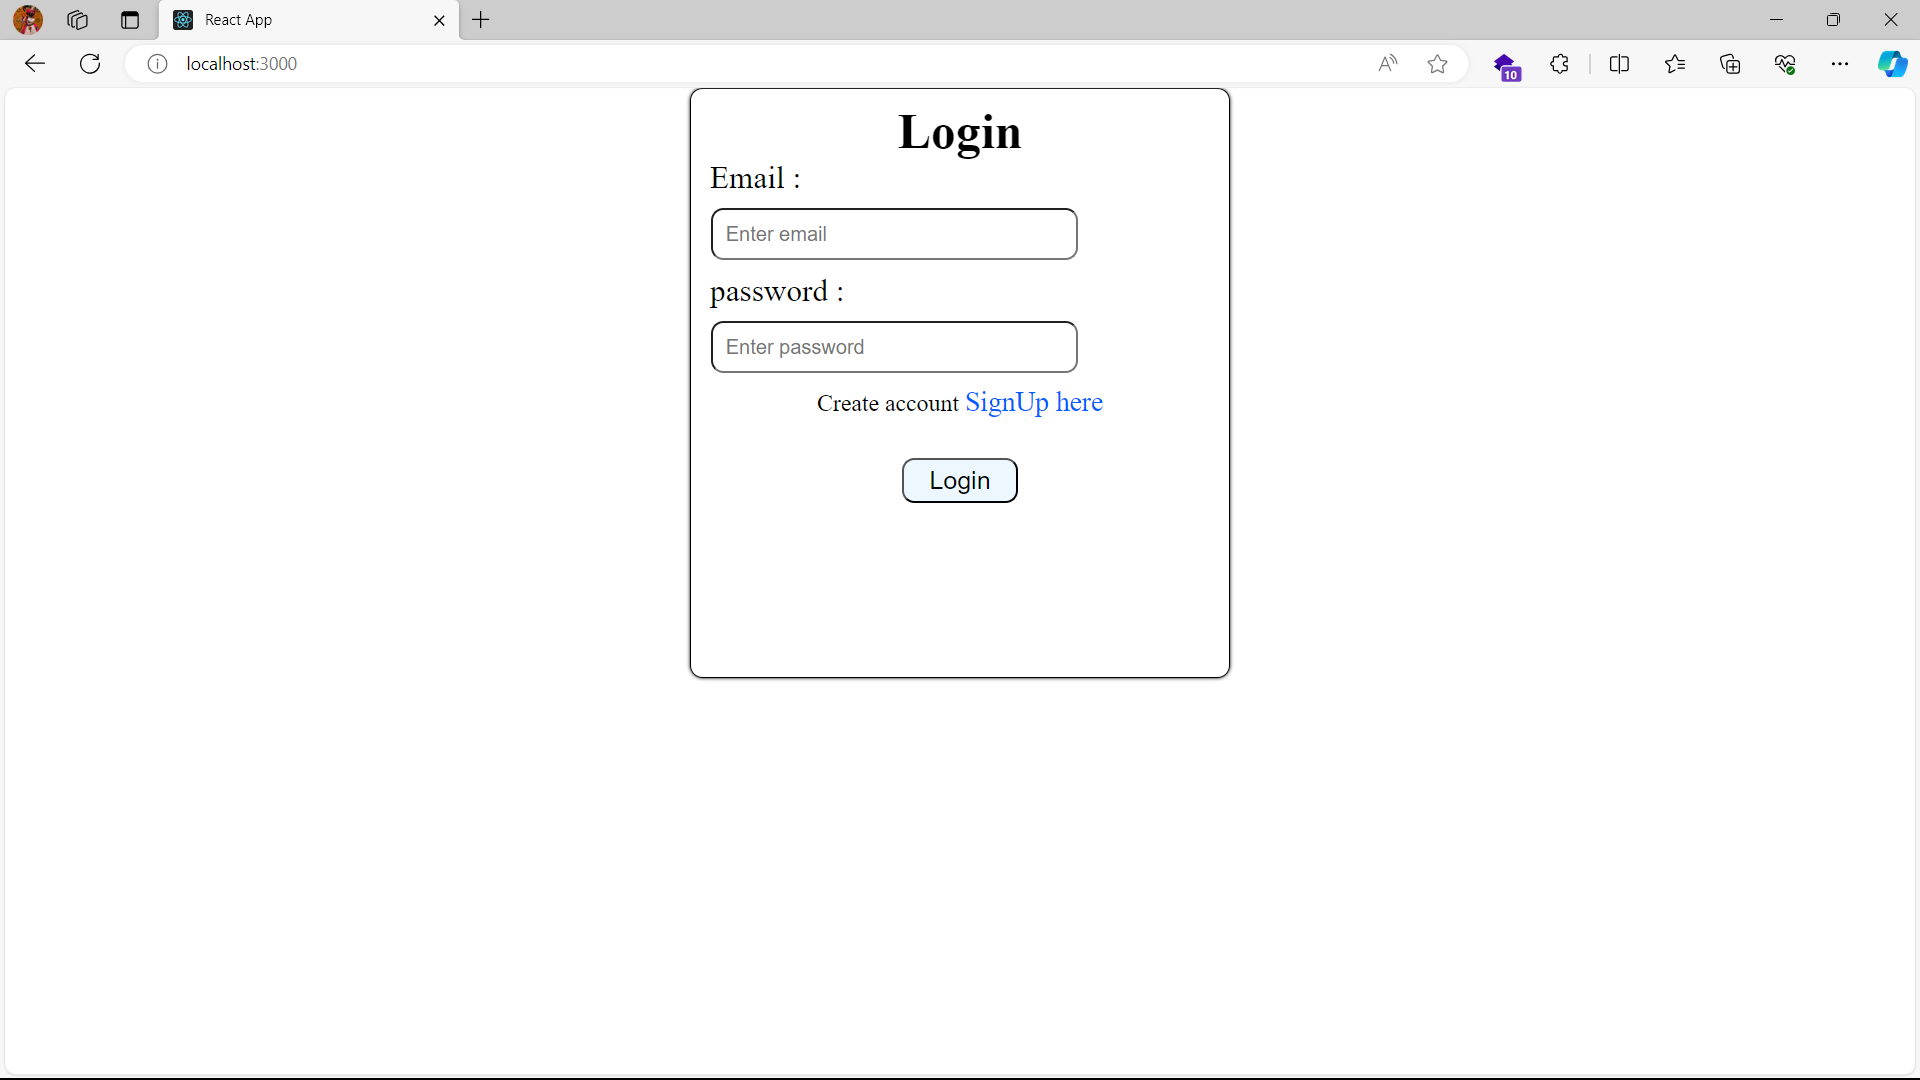 React App
localhost:3000
10
Login
Email :
Enter email
password :
Enter password
Create account SignUp here
Login